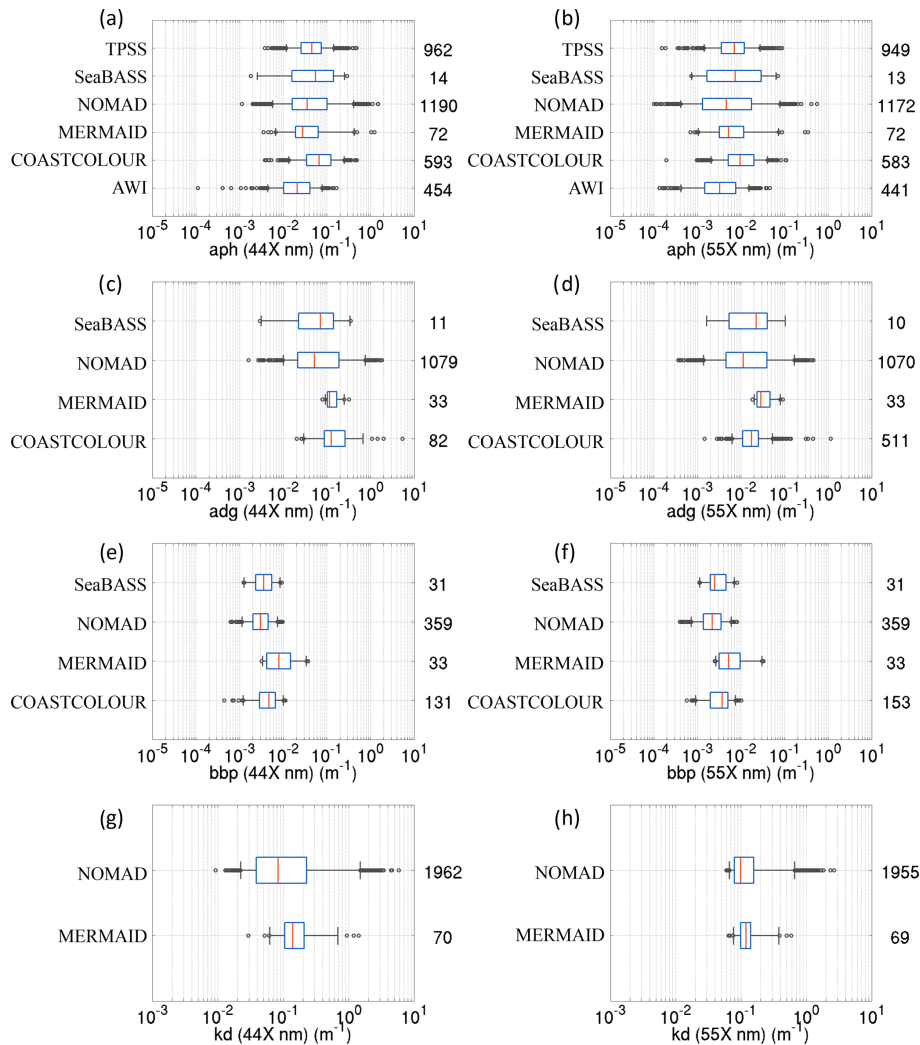 (a)
TPSS 962
SeaBASS 14
NOMAD 1190
MERMAID 72
COASTCOLOUR 593
AWI 454
10^-5 10^-4 10^-3 10^-2 10^-1 10^0 10^1
aph (44X nm) (m^-1)
(b)
TPSS 949
SeaBASS 13
NOMAD 1172
MERMAID 72
COASTCOLOUR 583
AWI 441
10^-5 10^-4 10^-3 10^-2 10^-1 10^0 10^1
aph (55X nm) (m^-1)
(c)
SeaBASS 11
NOMAD 1079
MERMAID 33
COASTCOLOUR 82
10^-5 10^-4 10^-3 10^-2 10^-1 10^0 10^1
adg (44X nm) (m^-1)
(d)
SeaBASS 10
NOMAD 1070
MERMAID 33
COASTCOLOUR 511
10^-5 10^-4 10^-3 10^-2 10^-1 10^0 10^1
adg (55X nm) (m^-1)
(e)
SeaBASS 31
NOMAD 359
MERMAID 33
COASTCOLOUR 131
10^-5 10^-4 10^-3 10^-2 10^-1 10^0 10^1
bbp (44X nm) (m^-1)
(f)
SeaBASS 31
NOMAD 359
MERMAID 33
COASTCOLOUR 153
10^-5 10^-4 10^-3 10^-2 10^-1 10^0 10^1
bbp (55X nm) (m^-1)
(g)
NOMAD 1962
MERMAID 70
10^-3 10^-2 10^-1 10^0 10^1
kd (44X nm) (m^-1)
(h)
NOMAD 1955
MERMAID 69
10^-3 10^-2 10^-1 10^0 10^1
kd (55X nm) (m^-1)